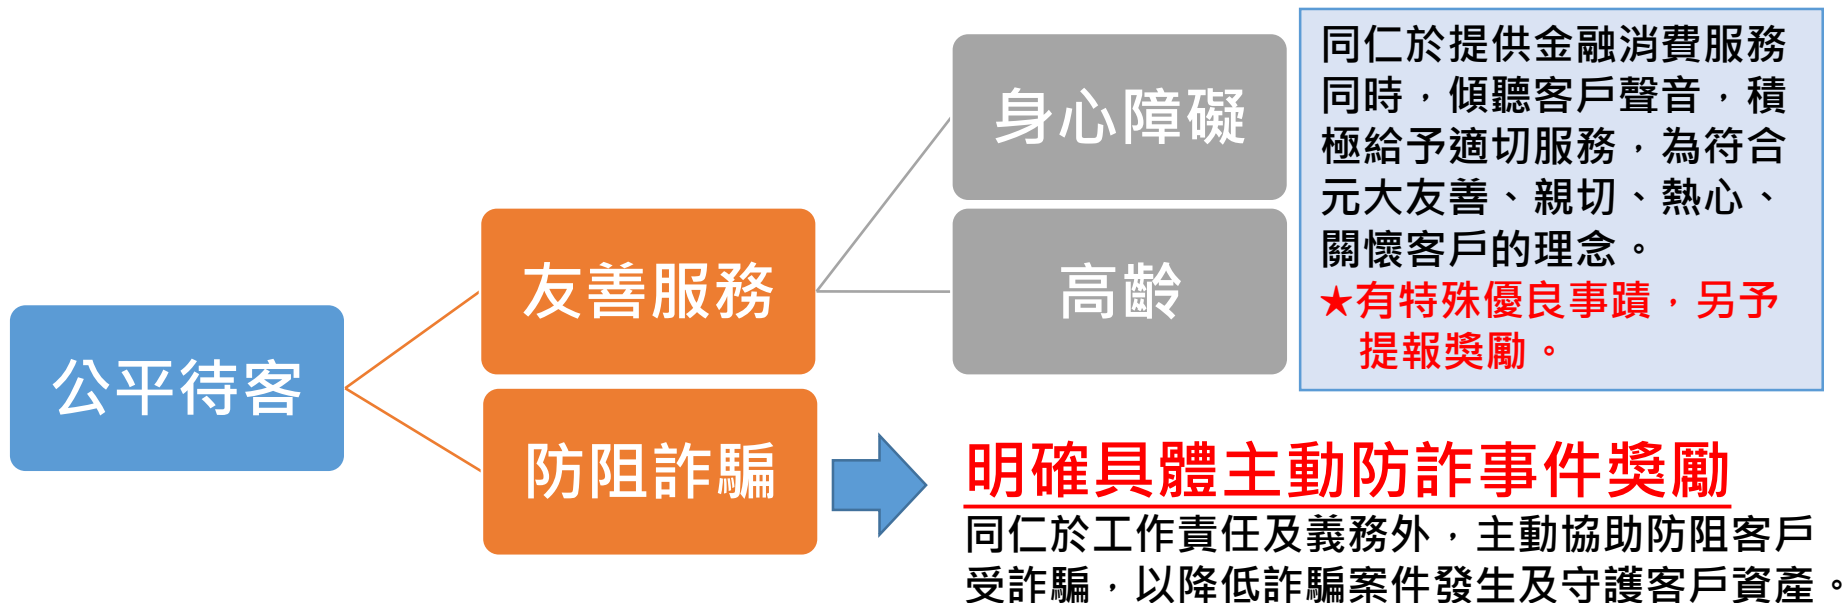 公平待客
友善服務
防阻詐騙
身心障礙
高齡
同仁於提供金融消費服務
同時，傾聽客戶聲音，積
極給予適切服務，為符合
元大友善、親切、熱心、
關懷客戶的理念。
★有特殊優良事蹟，另予
提報獎勵。
明確具體主動防詐事件獎勵
同仁於工作責任及義務外，主動協助防阻客戶
受詐騙，以降低詐騙案件發生及守護客戶資產。